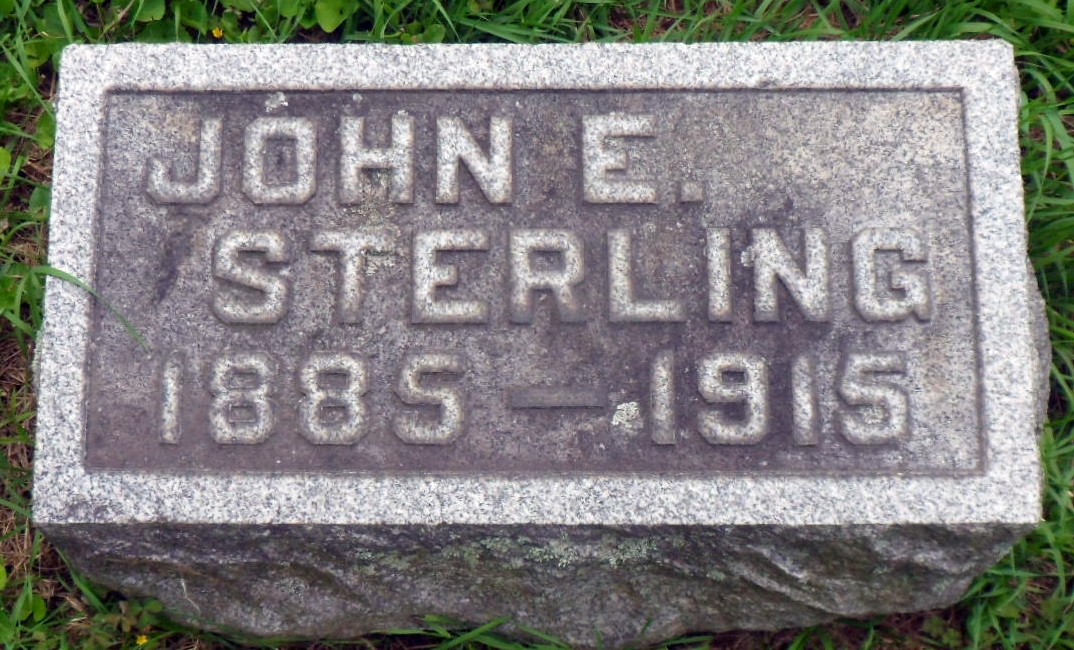 JOHN E.
STERLING
1885 — 1915